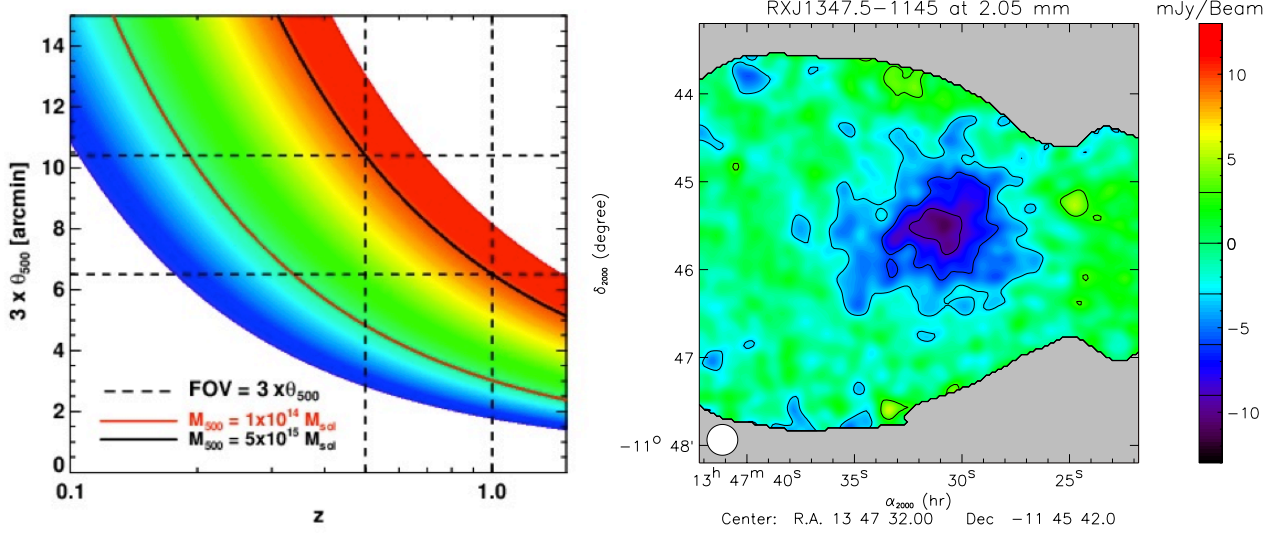 14
12
10
8
6
4
2
0
3 x θ500 [arcmin]
FOV = 3 xθ500
M500 = 1x10^14 Msol
M500 = 5x10^15 Msol
0.1
1.0
z
RXJ1347.5−1145 at 2.05 mm
mJy/Beam
44
45
46
47
−11° 48'
δ2000 (degree)
13h 47m 40s
35s
30s
25s
α2000 (hr)
Center: R.A. 13 47 32.00 Dec −11 45 42.0
10
5
0
−5
−10